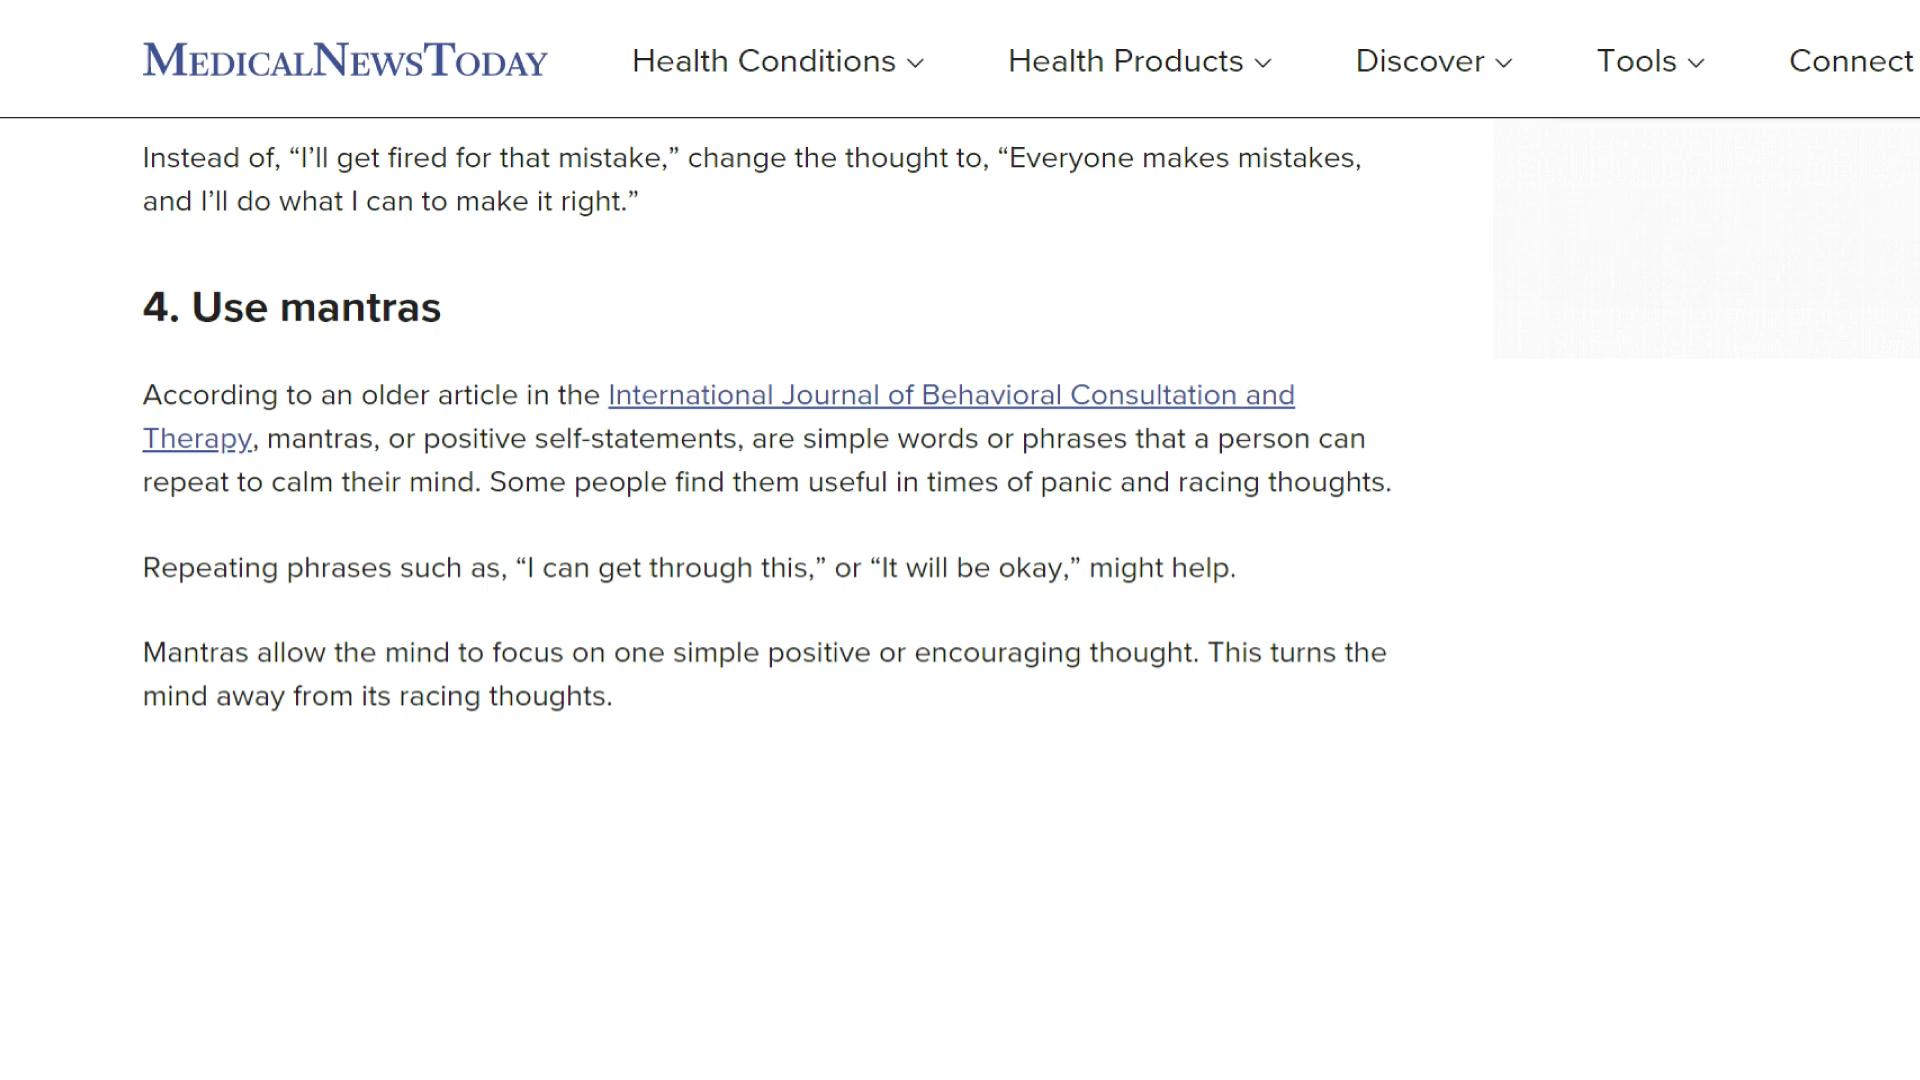 MEDICALNEWSTODAY Health Conditions Health Products Discover Tools Connect
Instead of, “I’ll get fired for that mistake,” change the thought to, “Everyone makes mistakes,
and I’ll do what I can to make it right.”
4. Use mantras
According to an older article in the International Journal of Behavioral Consultation and
Therapy, mantras, or positive self-statements, are simple words or phrases that a person can
repeat to calm their mind. Some people find them useful in times of panic and racing thoughts.
Repeating phrases such as, “I can get through this,” or “It will be okay,” might help.
Mantras allow the mind to focus on one simple positive or encouraging thought. This turns the
mind away from its racing thoughts.